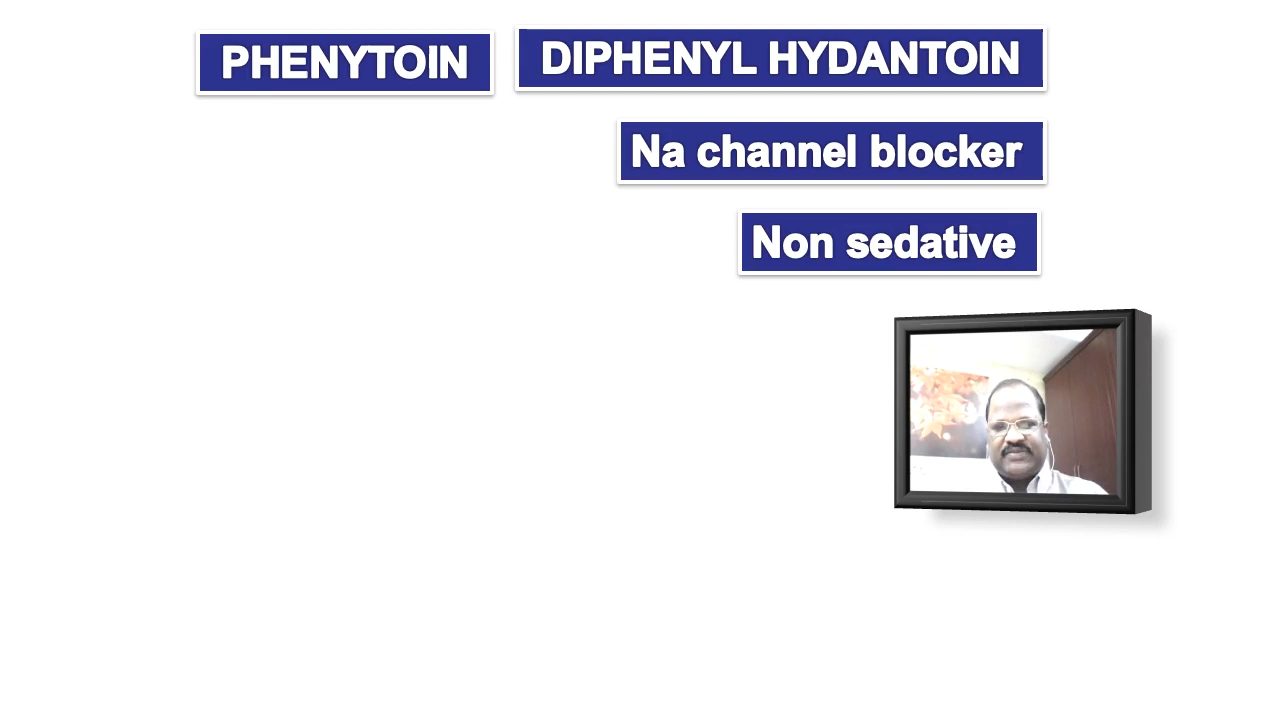 PHENYTOIN
DIPHENYL HYDANTOIN
Na channel blocker
Non sedative